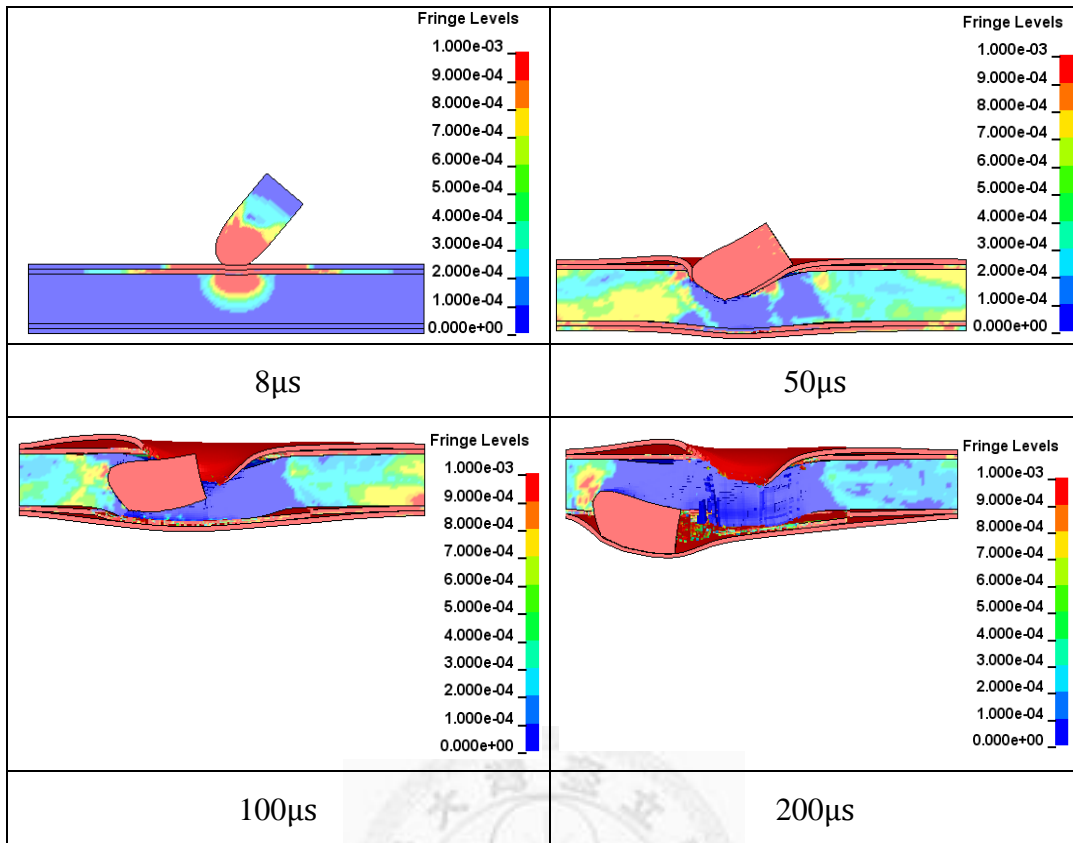 Fringe Levels
1.000e-03
9.000e-04
8.000e-04
7.000e-04
6.000e-04
5.000e-04
4.000e-04
3.000e-04
2.000e-04
1.000e-04
0.000e+00
Fringe Levels
1.000e-03
9.000e-04
8.000e-04
7.000e-04
6.000e-04
5.000e-04
4.000e-04
3.000e-04
2.000e-04
1.000e-04
0.000e+00
8μs
50μs
Fringe Levels
1.000e-03
9.000e-04
8.000e-04
7.000e-04
6.000e-04
5.000e-04
4.000e-04
3.000e-04
2.000e-04
1.000e-04
0.000e+00
Fringe Levels
1.000e-03
9.000e-04
8.000e-04
7.000e-04
6.000e-04
5.000e-04
4.000e-04
3.000e-04
2.000e-04
1.000e-04
0.000e+00
100μs
200μs